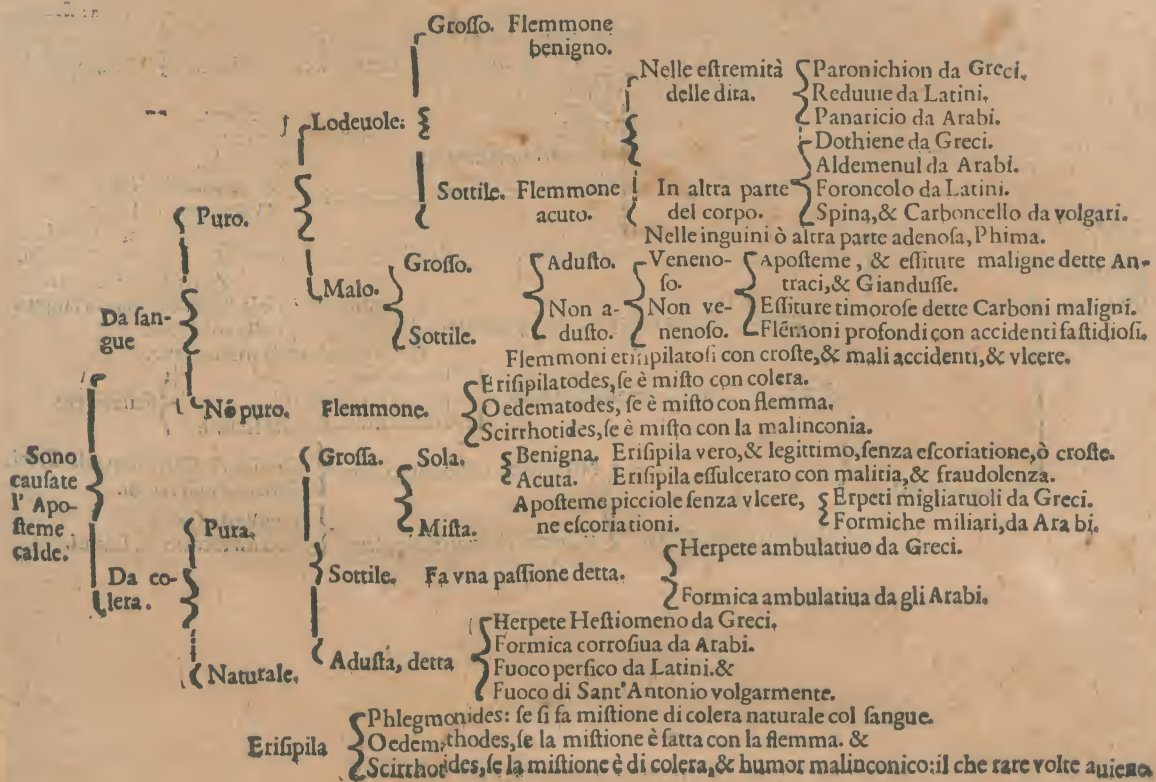 Grosso. Flemmone
benigno.
Lodeuole:
Sottile. Flemmone
acuto.
Nelle estremità
delle dita.
Paronichion da Greci.
Reduuie da Latini.
Panaricio da Arabi.
In altra parte
del corpo.
Dothiene da Greci.
Aldemenul da Arabi.
Foroncolo da Latini.
Spina, & Carboncello da volgari.
Nelle inguini ò altra parte adenosa, Phima.
Puro.
Malo.
Grosso.
Sottile.
Adusto.
Non a-
dusto.
Veneno-
so.
Non ve-
nenoso.
Aposteme, & essiture maligne dette An-
traci, & Giandusse.
Essiture timorose dette Carboni maligni.
Flémoni profondi con accidenti fastidiosi.
Flemmoni erisipilatosi con croste, & mali accidenti, & vlcere.
Da san-
gue
Nó puro. Flemmone.
Erisipilatodes, se è misto con colera.
Oedematodes, se è misto con flemma.
Scirrhotides, se è misto con la malinconia.
Sono
causate
l'Apo-
steme
calde.
Grossa. Sola.
Benigna. Erisipila vero, & legittimo, senza escoriatione, ò croste.
Acuta. Erisipila essulcerato con malitia, & fraudolenza.
Mista.
Aposteme picciole senza vlcere,
ne escoriationi.
Erpeti migliaruoli da Greci.
Formiche miliari, da Arabi.
Pura.
Da co-
lera.
Sottile. Fa vna passione detta.
Herpete ambulatiuo da Greci.
Formica ambulatiua da gli Arabi.
Adusta, detta
Herpete Hestiomeno da Greci.
Formica corrosiua da Arabi.
Fuoco persico da Latini. &
Fuoco di Sant'Antonio volgarmente.
Naturale.
Erisipila
Phlegmonides: se si fa mistione di colera naturale col sangue.
Oedemathodes, se la mistione è fatta con la flemma. &
Scirrhotides, se la mistione è di colera, & humor malinconico: il che rare volte auiene.